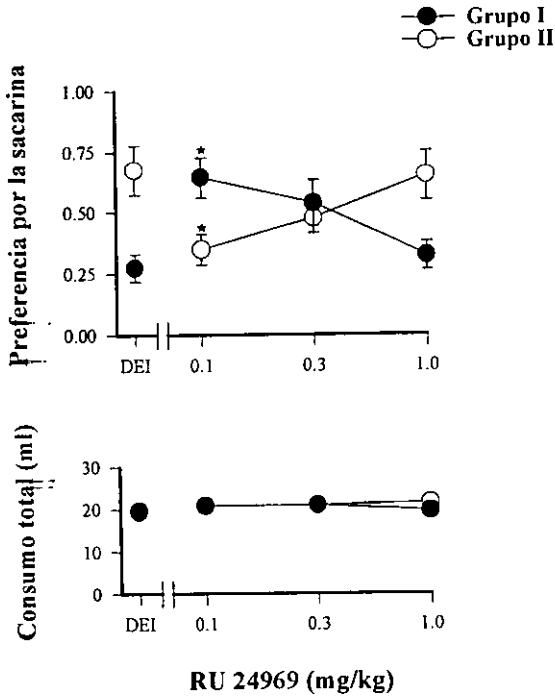 Grupo I
Grupo II
Preferencia por la sacarina
1.00
0.75
0.50
0.25
0.00
*
*
DEI
0.1
0.3
1.0
Consumo total (ml)
30
20
10
0
DEI
0.1
0.3
1.0
RU 24969 (mg/kg)